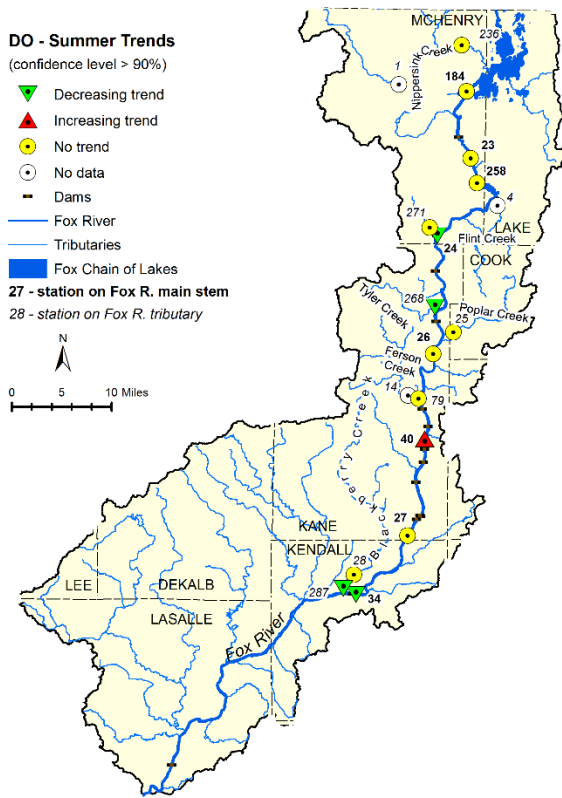 DO - Summer Trends
(confidence level > 90%)
Decreasing trend
Increasing trend
No trend
No data
Dams
Fox River
Tributaries
Fox Chain of Lakes
27 - station on Fox R. main stem
28 - station on Fox R. tributary
N
0 5 10 Miles
MCHENRY
236
Nippersink Creek
1
184
23
258
4
271
LAKE
24
Flint Creek
COOK
268
Tyler Creek
Poplar Creek
25
26
Ferson Creek
14
79
Blackberry Creek
40
27
KANE
KENDALL
28
LEE
DEKALB
287
34
LASALLE
Fox River